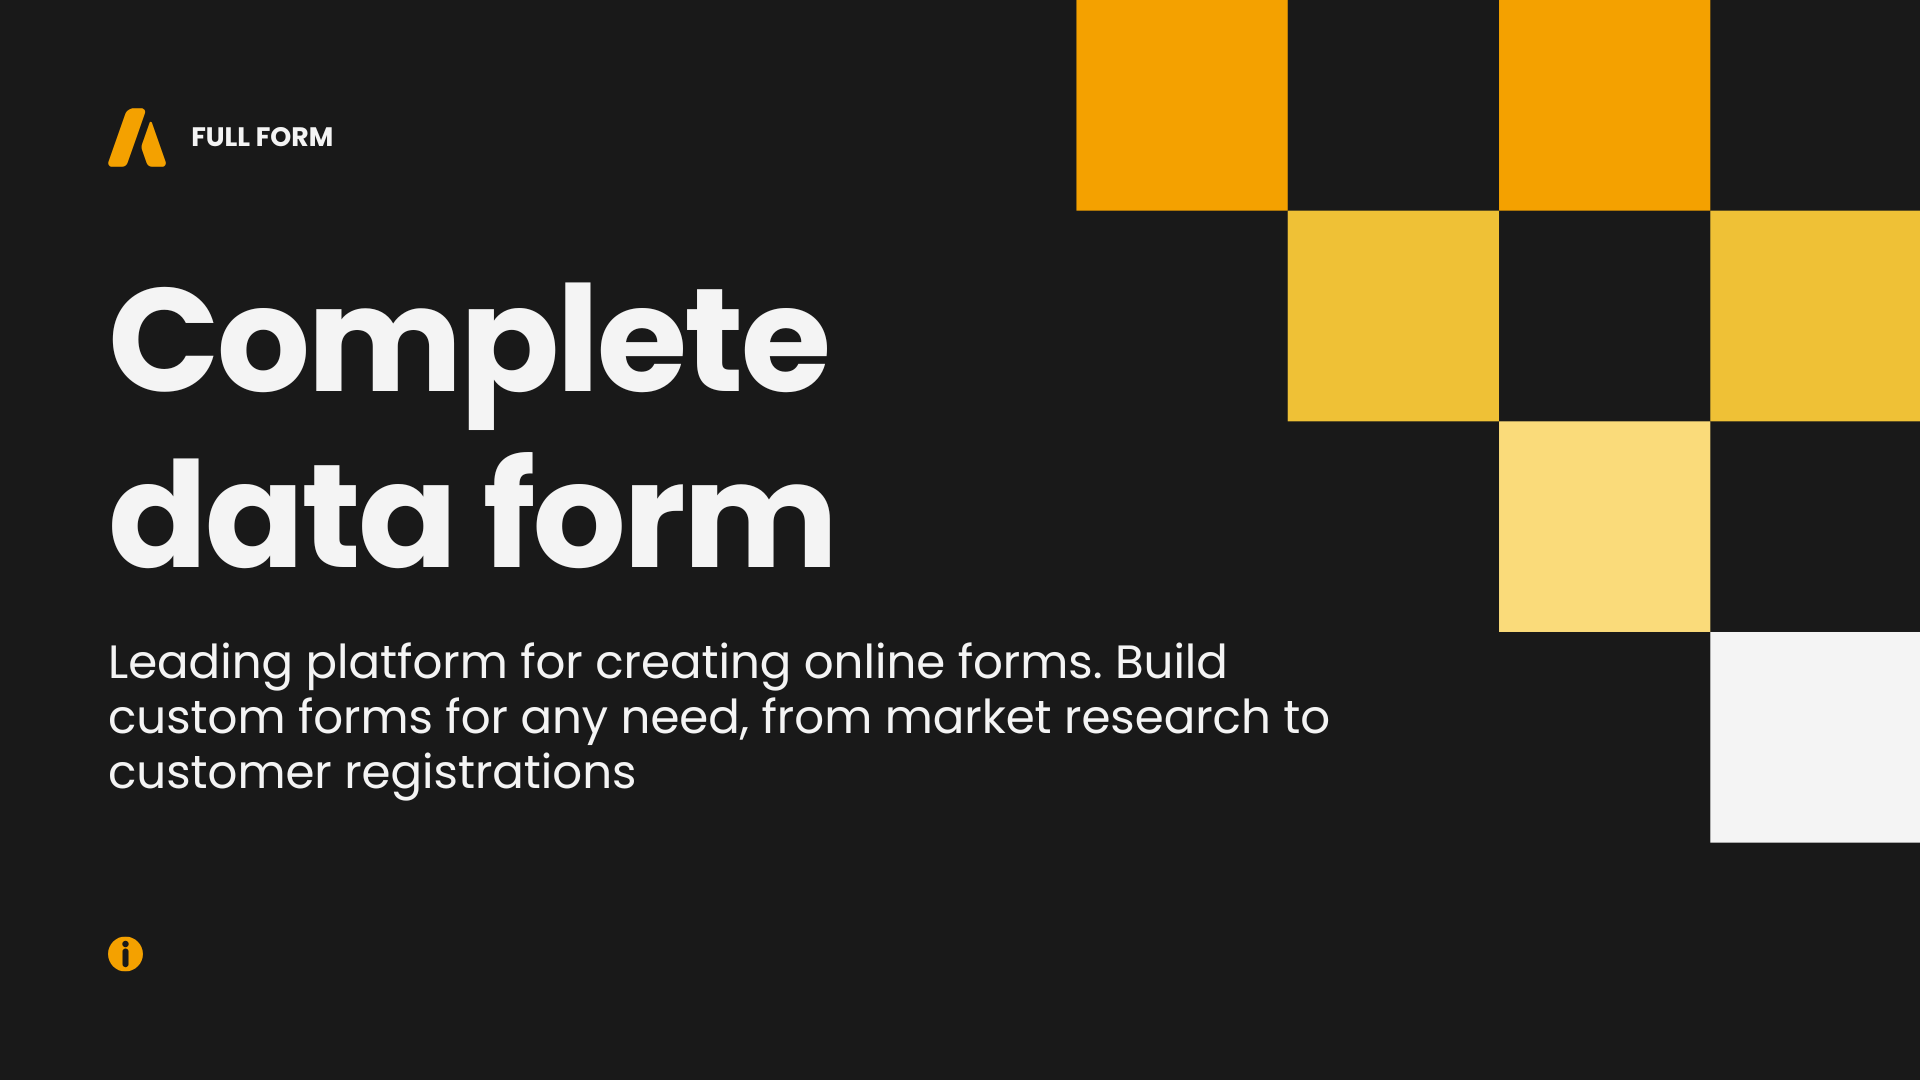 FULL FORM
Complete
data form
Leading platform for creating online forms. Build
custom forms for any need, from market research to
customer registrations